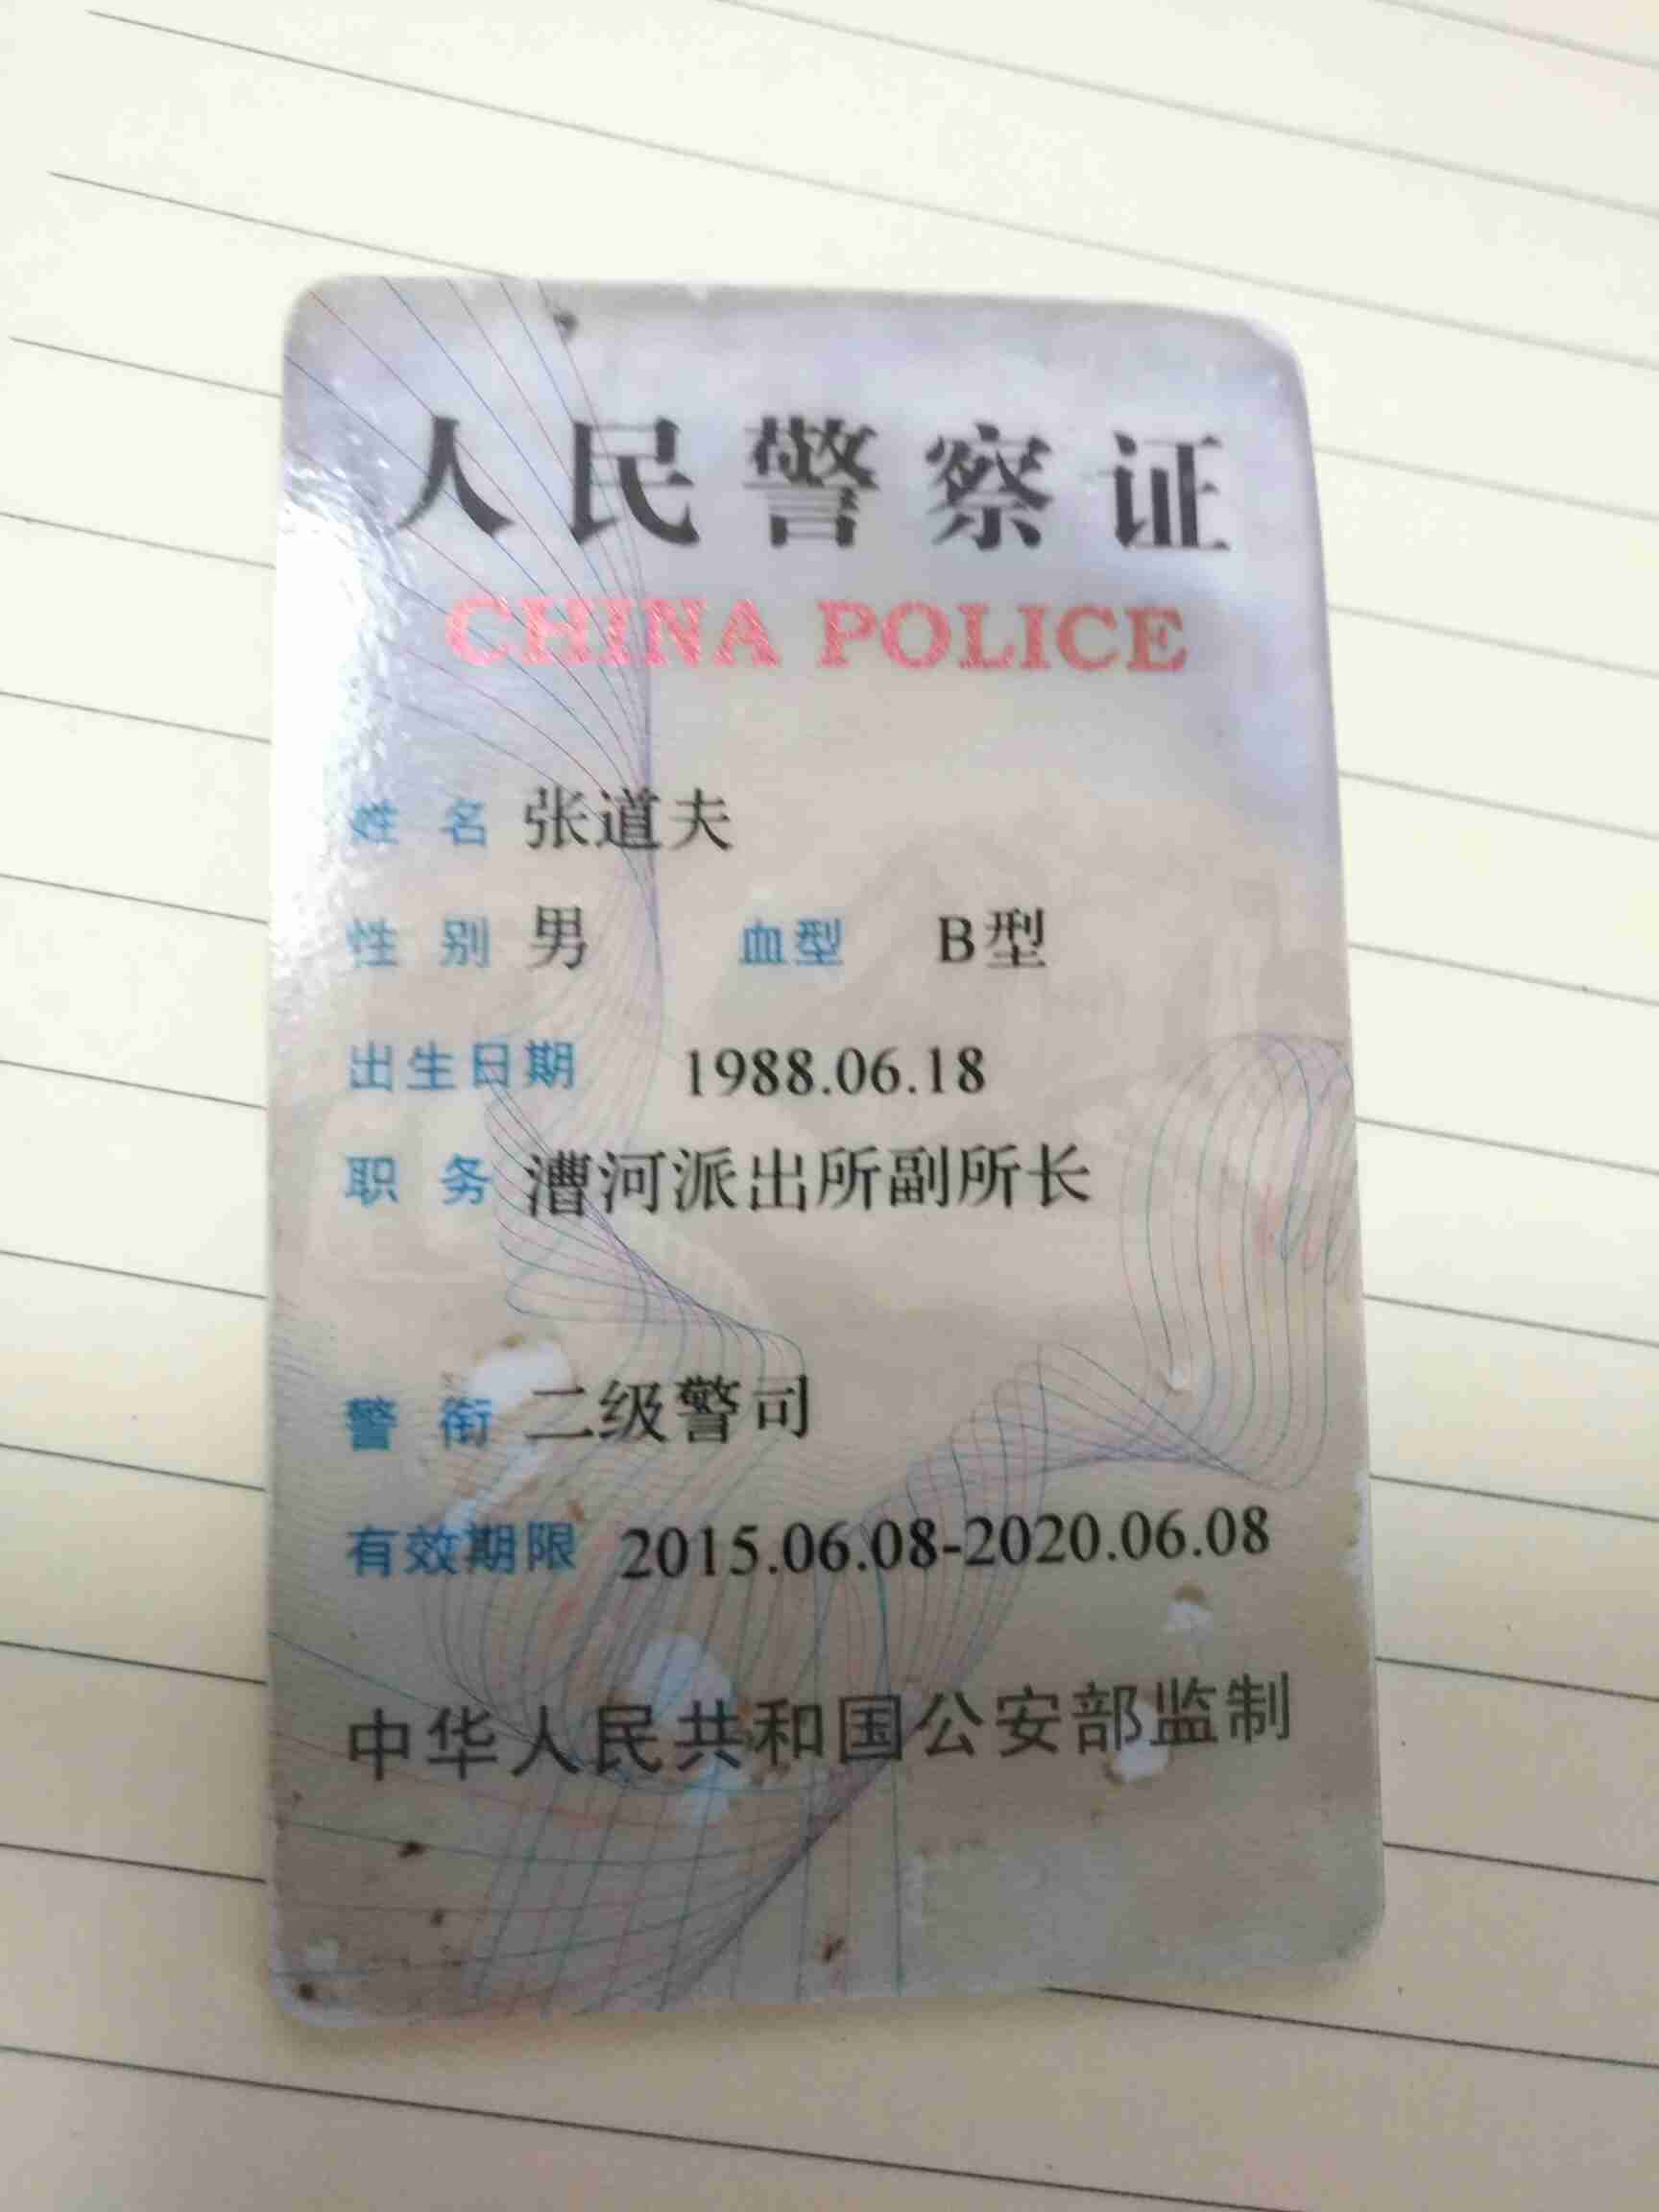 人民警察证
CHINA POLICE
姓 名 张道夫
性 别 男 血型 B型
出生日期 1988.06.18
职 务 漕河派出所副所长
警 衔 二级警司
有效期限 2015.06.08-2020.06.08
中华人民共和国公安部监制